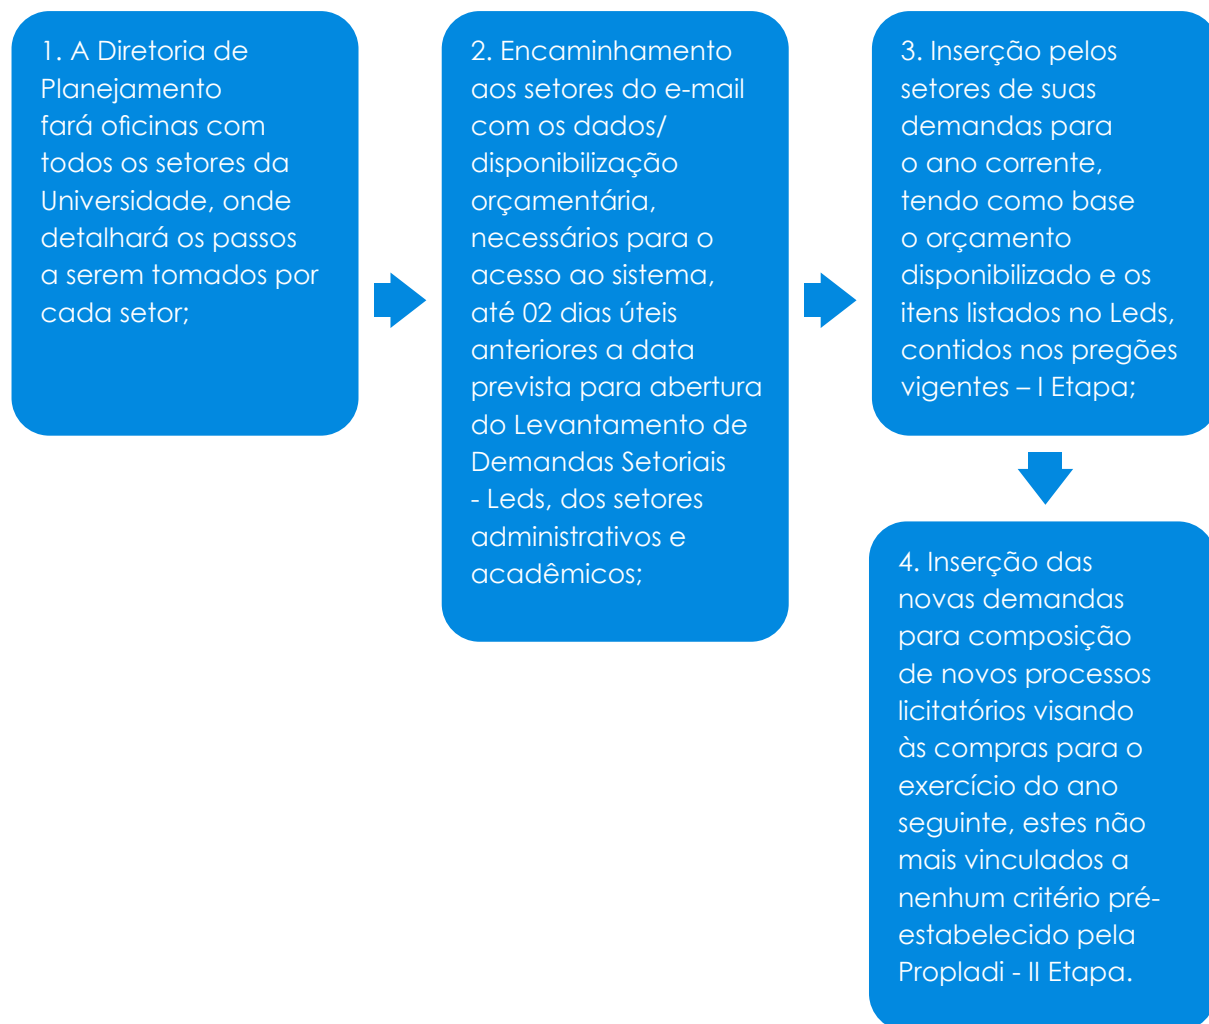 1. A Diretoria de
Planejamento
fará oficinas com
todos os setores da
Universidade, onde
detalhará os passos
a serem tomados por
cada setor;
2. Encaminhamento
aos setores do e-mail
com os dados/
disponibilização
orçamentária,
necessários para o
acesso ao sistema,
até 02 dias úteis
anteriores a data
prevista para abertura
do Levantamento de
Demandas Setoriais
- Leds, dos setores
administrativos e
acadêmicos;
3. Inserção pelos
setores de suas
demandas para
o ano corrente,
tendo como base
o orçamento
disponibilizado e os
itens listados no Leds,
contidos nos pregões
vigentes – I Etapa;
4. Inserção das
novas demandas
para composição
de novos processos
licitatórios visando
às compras para o
exercício do ano
seguinte, estes não
mais vinculados a
nenhum critério pré-
estabelecido pela
Propladi - II Etapa.